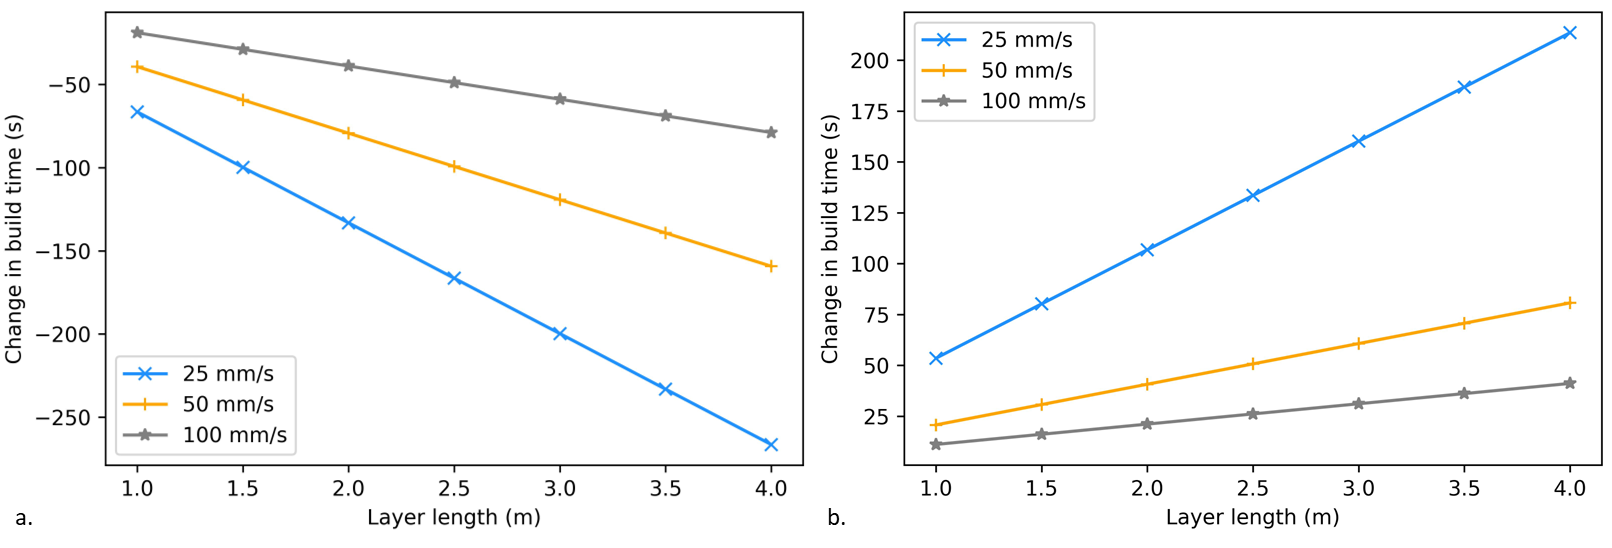 Change in build time (s)
−50
−100
−150
−200
−250
25 mm/s
50 mm/s
100 mm/s
1.0 1.5 2.0 2.5 3.0 3.5 4.0
Layer length (m)
a.
Change in build time (s)
200
175
150
125
100
75
50
25
25 mm/s
50 mm/s
100 mm/s
1.0 1.5 2.0 2.5 3.0 3.5 4.0
Layer length (m)
b.